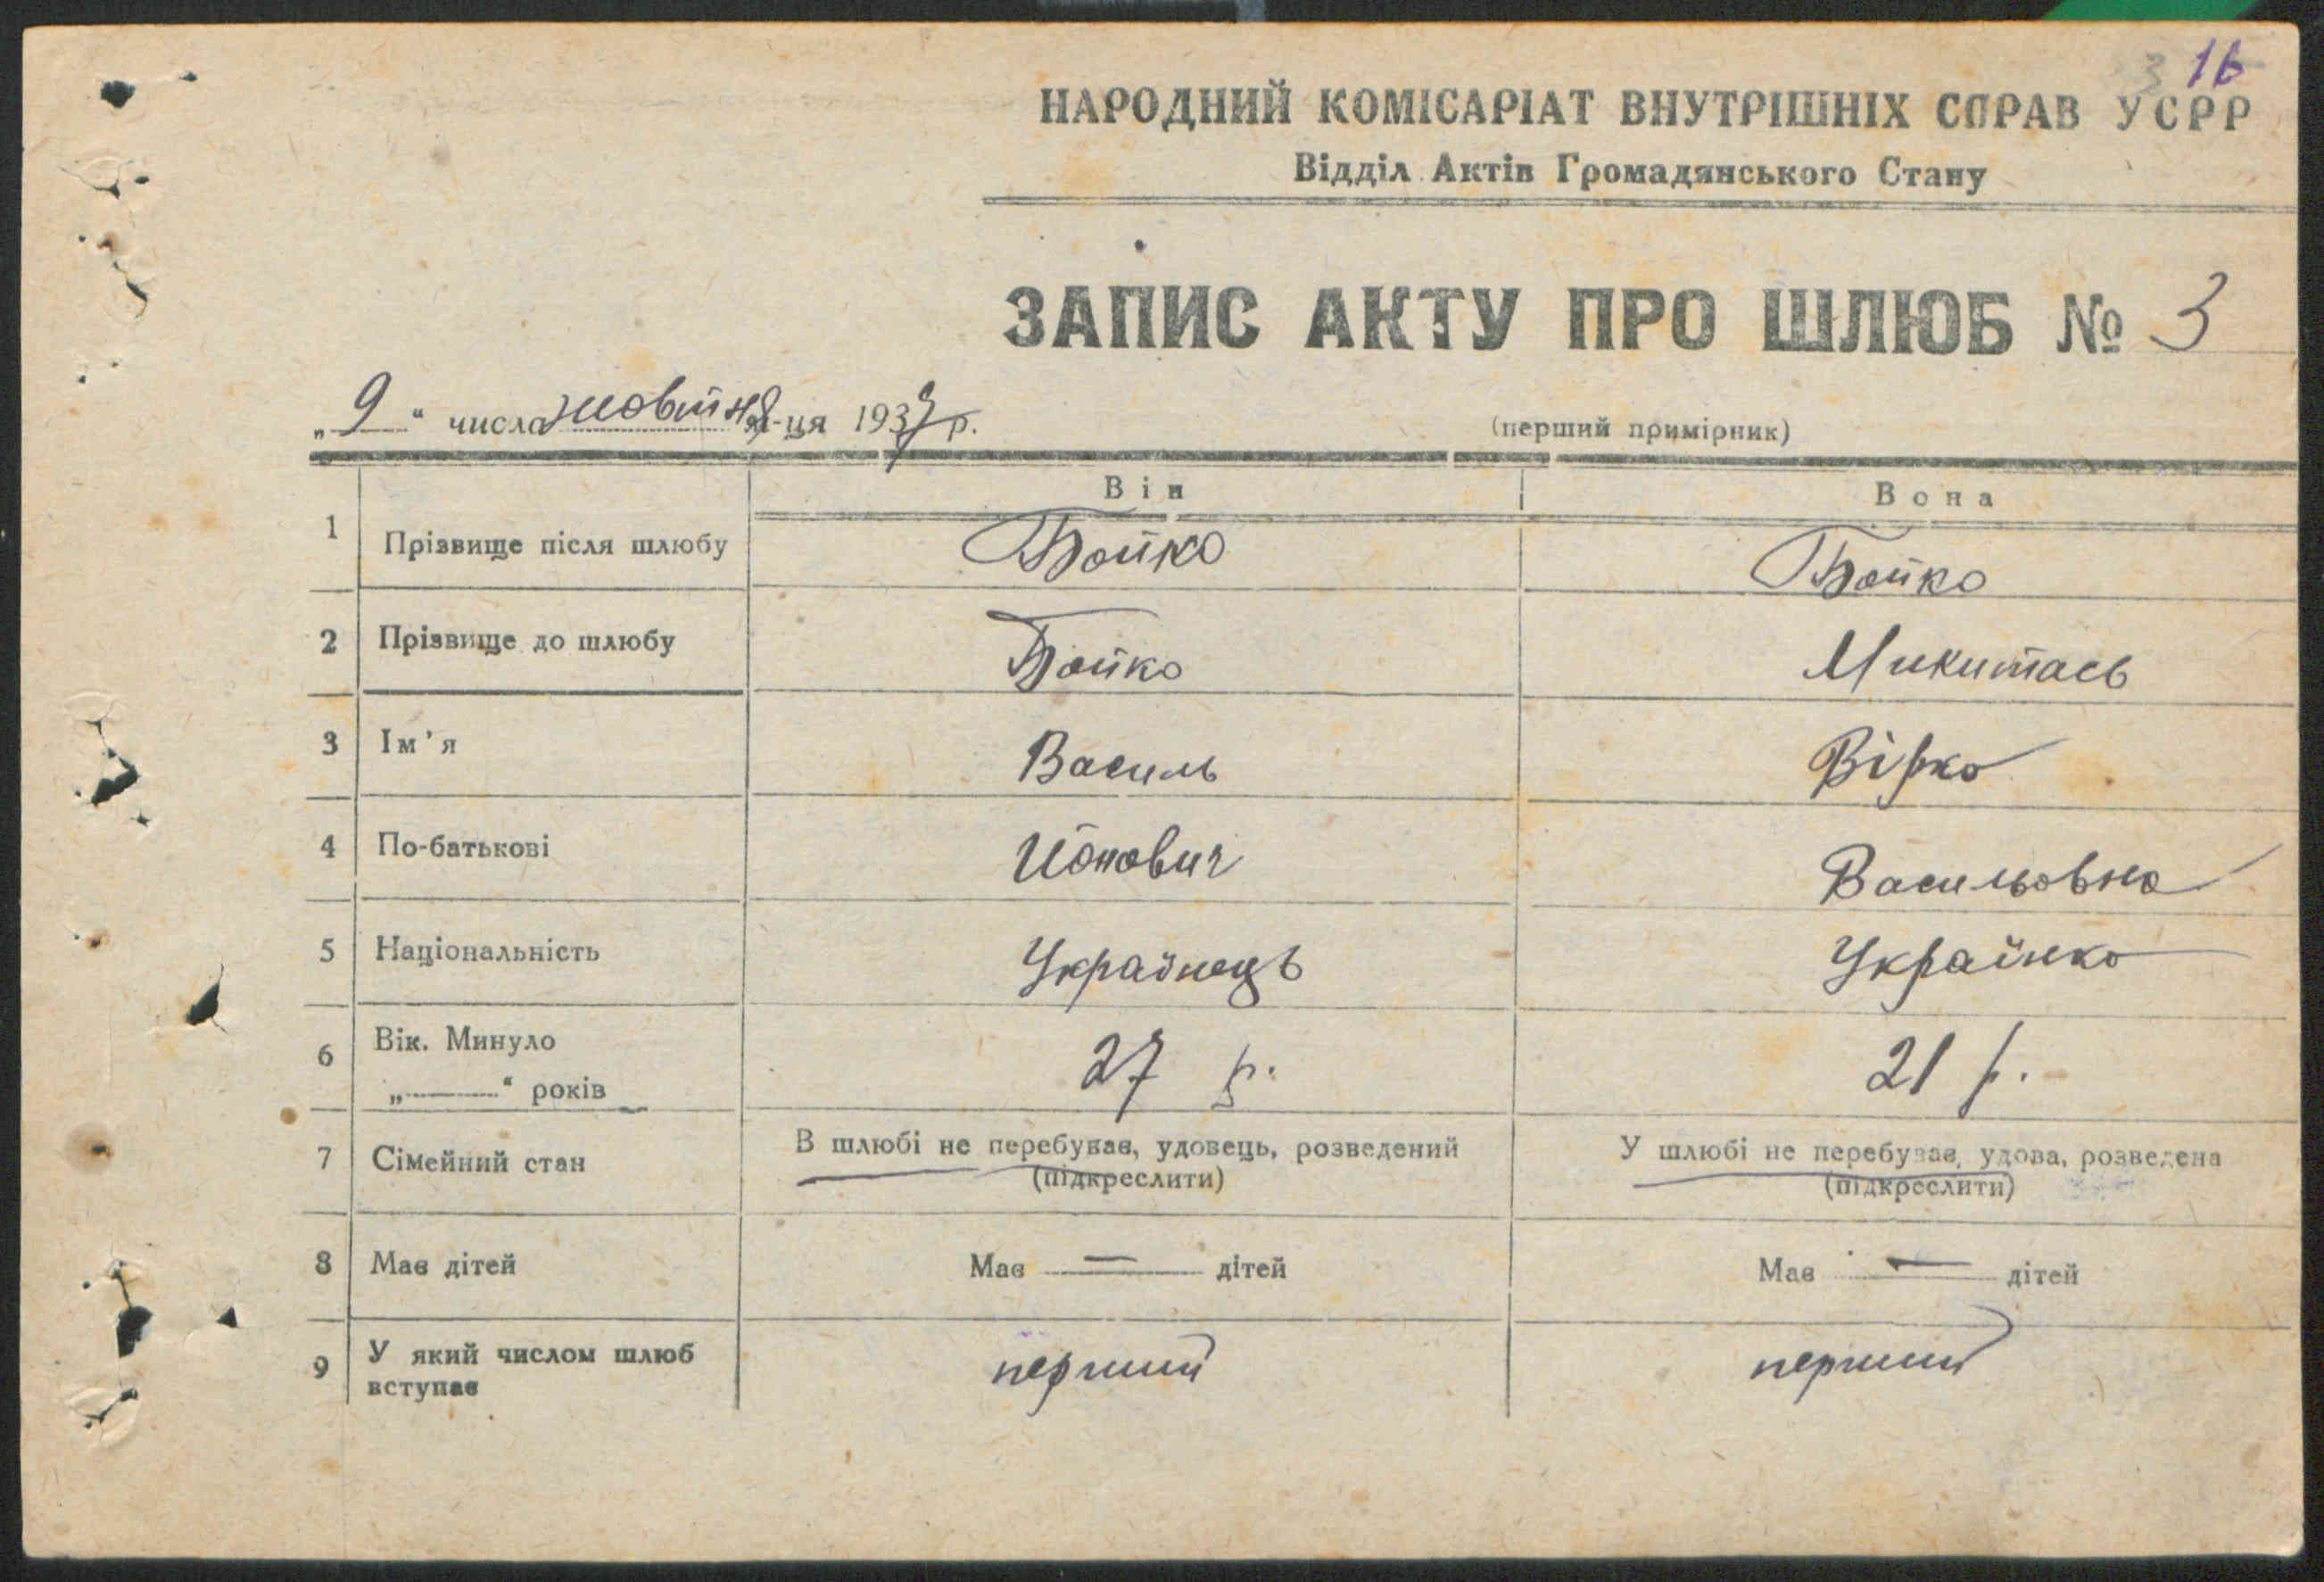 16
НАРОДНИЙ КОМІСАРІАТ ВНУТРІШНІХ СПРАВ УСРР
Відділ Актів Громадянського Стану
ЗАПИС АКТУ ПРО ШЛЮБ № 3
„9“ числа жовтня м-ця 1937 р. (перший примірник)
Він Вона
1 Прізвище після шлюбу Бойко Бойко
2 Прізвище до шлюбу Бойко Микитась
3 Ім'я Василь Вірка
4 По-батькові Йонович Васильовна
5 Національність Українець Українка
6 Вік. Минуло 27 р. 21 р.
„ “ років
7 Сімейний стан В шлюбі не перебував, удовець, розведений У шлюбі не перебував, удова, розведена
(підкреслити) (підкреслити)
8 Має дітей Має — дітей Має — дітей
9 У який числом шлюб перший перший
вступає